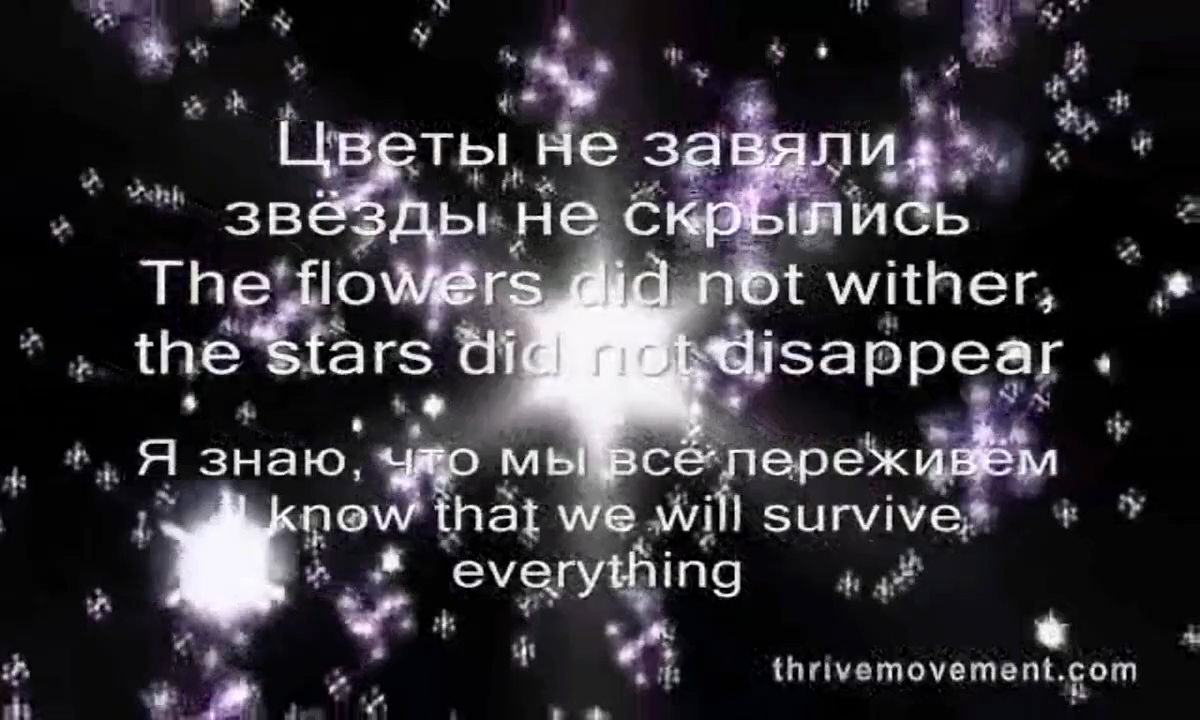 Цветы не завяли,
звёзды не скрылись
The flowers did not wither,
the stars did not disappear
Я знаю, что мы всё переживём
I know that we will survive
everything
thrivemovement.com